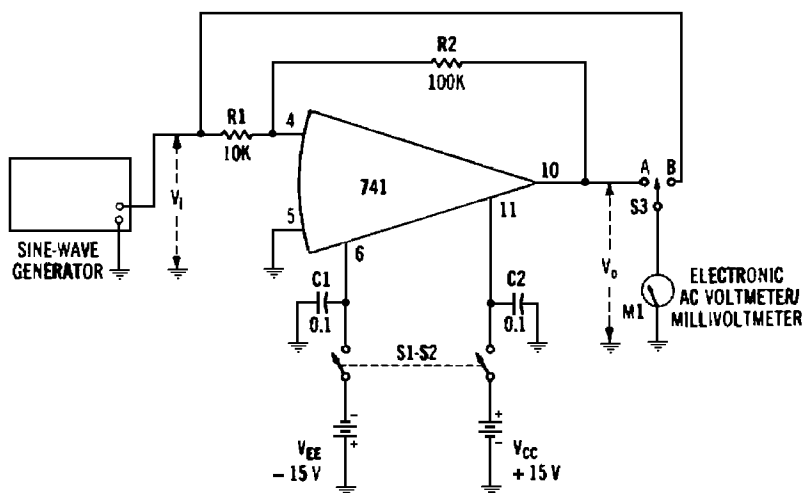 R2
100K
R1
10K
4
5
741
10
11
6
A
B
S3
V₁
Vₒ
SINE-WAVE
GENERATOR
C1
0.1
C2
0.1
M1
ELECTRONIC
AC VOLTMETER/
MILLIVOLTMETER
S1-S2
-
+
+
-
VEE
- 15 V
VCC
+ 15 V